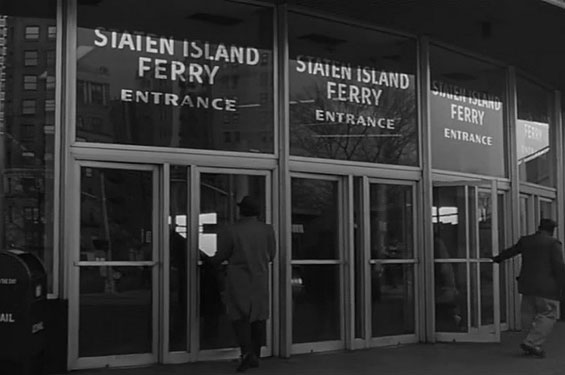 STATEN ISLAND
FERRY
ENTRANCE
STATEN ISLAND
FERRY
ENTRANCE
STATEN ISLAND
FERRY
ENTRANCE
FERRY
AIL